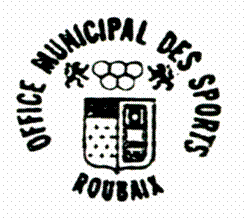 OFFICE MUNICIPAL DES SPORTS
ROUBAIX